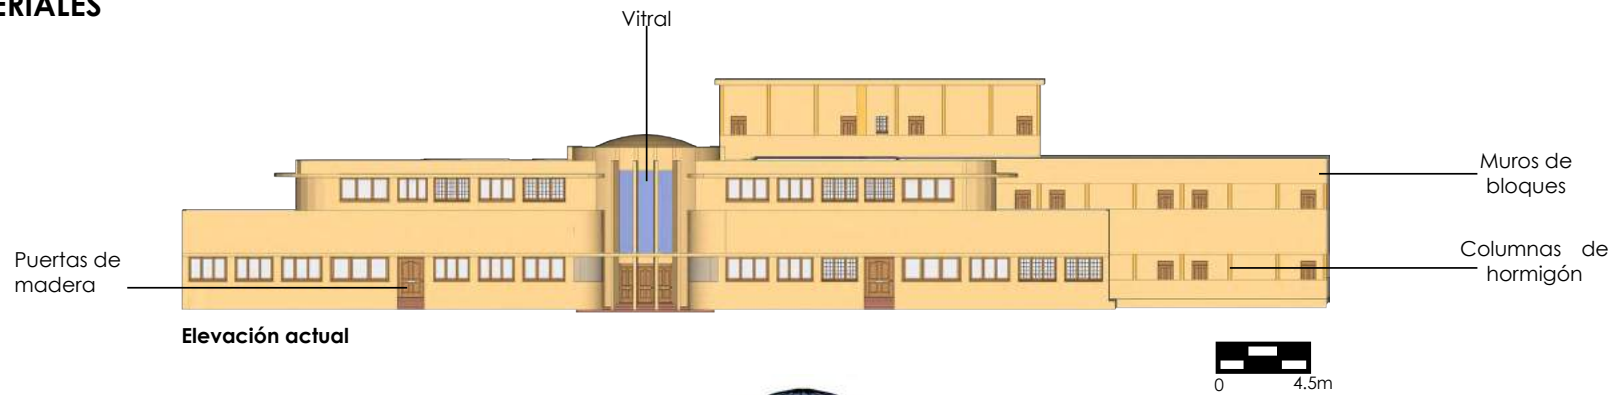 ERIALES
Vitral
Muros de
bloques
Puertas de
madera
Columnas de
hormigón
Elevación actual
0 4.5m